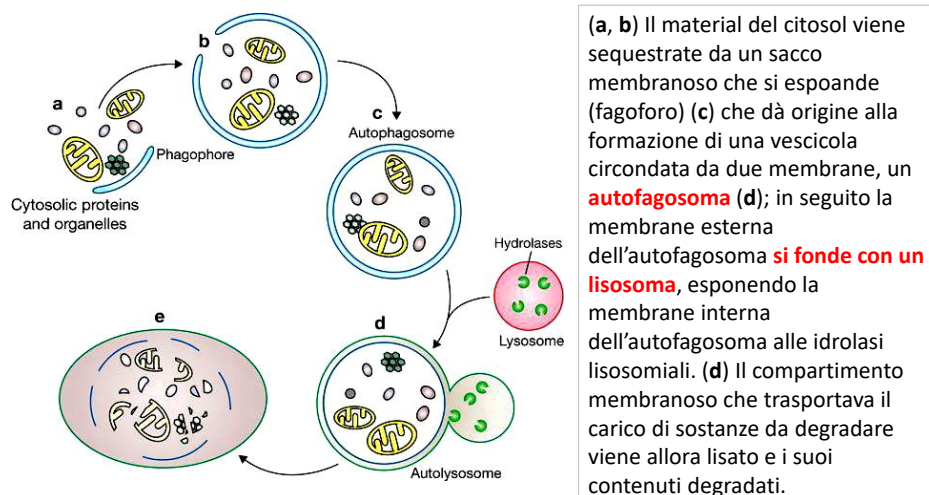 a
b
c
Autophagosome
Phagophore
Cytosolic proteins
and organelles
Hydrolases
Lysosome
d
e
Autolysosome
(a, b) Il material del citosol viene
sequestrate da un sacco
membranoso che si espoande
(fagoforo) (c) che dà origine alla
formazione di una vescicola
circondata da due membrane, un
autofagosoma (d); in seguito la
membrane esterna
dell’autofagosoma si fonde con un
lisosoma, esponendo la
membrane interna
dell’autofagosoma alle idrolasi
lisosomiali. (d) Il compartimento
membranoso che trasportava il
carico di sostanze da degradare
viene allora lisato e i suoi
contenuti degradati.